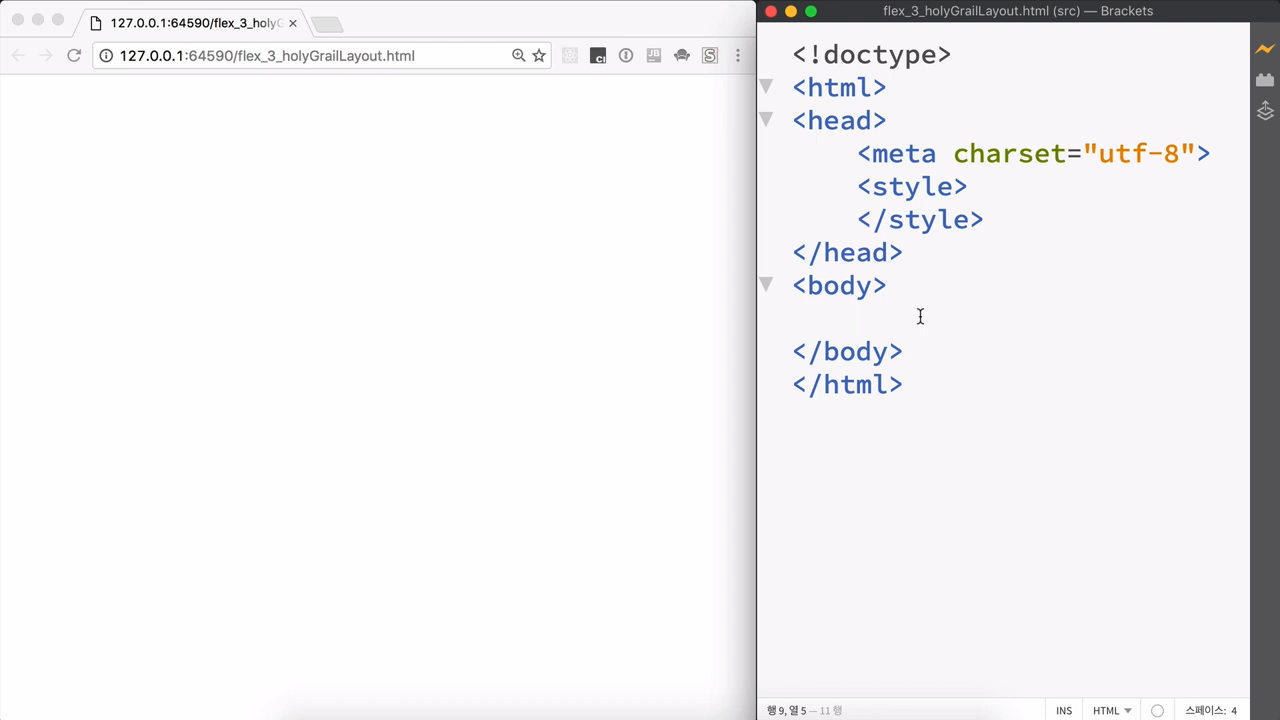 127.0.0.1:64590/flex_3_holyG
127.0.0.1:64590/flex_3_holyGrailLayout.html
flex_3_holyGrailLayout.html (src) — Brackets
<!doctype>
<html>
<head>
<meta charset="utf-8">
<style>
</style>
</head>
<body>
</body>
</html>
행 9, 열 5 — 11 행
INS
HTML
스페이스: 4